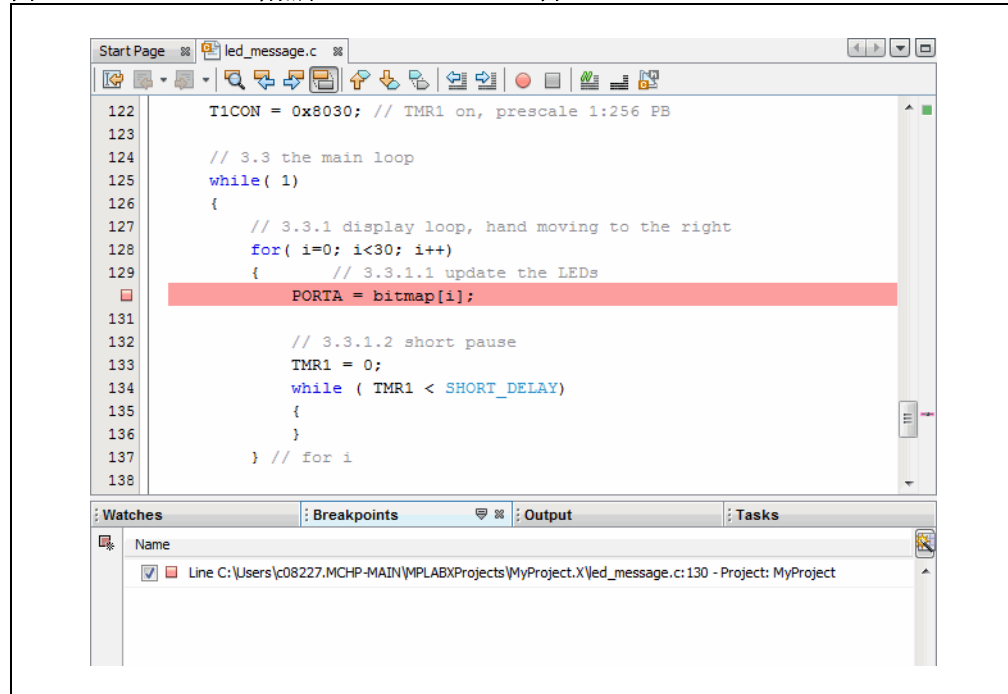 Start Page led_message.c
122 T1CON = 0x8030; // TMR1 on, prescale 1:256 PB
123
124 // 3.3 the main loop
125 while( 1)
126 {
127 // 3.3.1 display loop, hand moving to the right
128 for( i=0; i<30; i++)
129 { // 3.3.1.1 update the LEDs
PORTA = bitmap[i];
131
132 // 3.3.1.2 short pause
133 TMR1 = 0;
134 while ( TMR1 < SHORT_DELAY)
135 {
136 }
137 } // for i
138
Watches Breakpoints Output Tasks
Name
Line C:\Users\c08227.MCHP-MAIN\MPLABXProjects\MyProject.X\led_message.c:130 - Project: MyProject